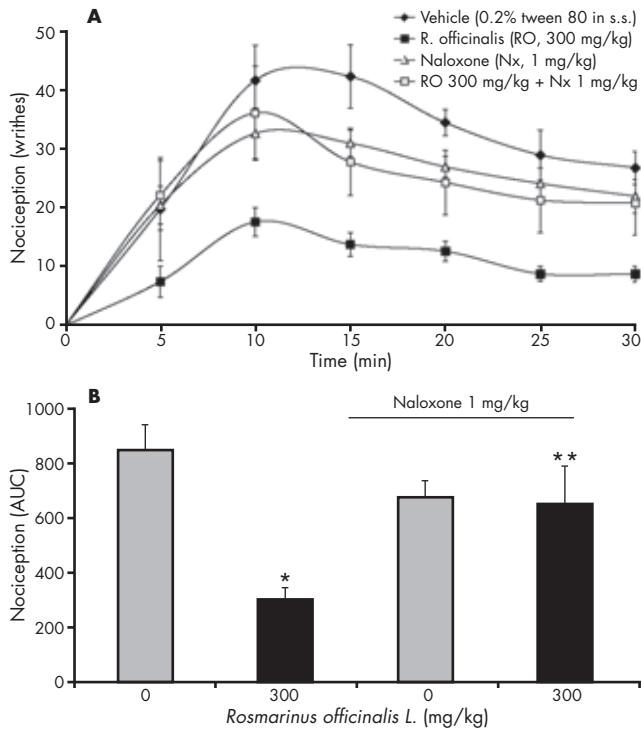 A
Vehicle (0.2% tween 80 in s.s.)
R. officinalis (RO, 300 mg/kg)
Naloxone (Nx, 1 mg/kg)
RO 300 mg/kg + Nx 1 mg/kg
Nociception (writhes)
50
40
30
20
10
0
0 5 10 15 20 25 30
Time (min)
B
Naloxone 1 mg/kg
Nociception (AUC)
1000
800
600
400
200
0
*
**
0 300 0 300
Rosmarinus officinalis L. (mg/kg)